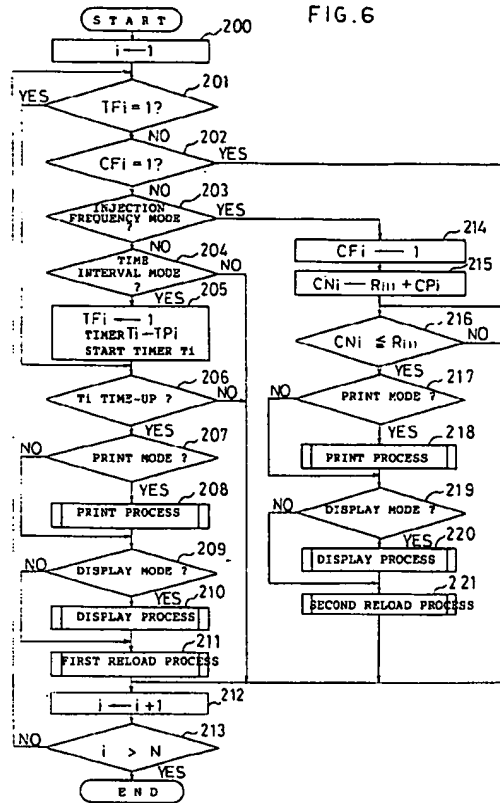 FIG.6
START
200
i ← 1
201
YES
TFi = 1?
NO
202
CFi = 1?
YES
NO
203
INJECTION
FREQUENCY MODE
?
YES
NO
204
TIME
INTERVAL MODE
?
NO
YES
205
TFi ← 1
TIMER Ti ← TPi
START TIMER Ti
206
Ti TIME-UP ?
NO
YES
207
NO
PRINT MODE ?
YES
208
PRINT PROCESS
209
NO
DISPLAY MODE ?
YES
210
DISPLAY PROCESS
211
FIRST RELOAD PROCESS
212
i ← i+1
213
NO
i > N
YES
END
214
CFi ← 1
215
CNi ← Rin + CPi
216
CNi ≤ Rin
NO
YES
217
NO
PRINT MODE ?
YES
218
PRINT PROCESS
219
NO
DISPLAY MODE ?
YES
220
DISPLAY PROCESS
221
SECOND RELOAD PROCESS